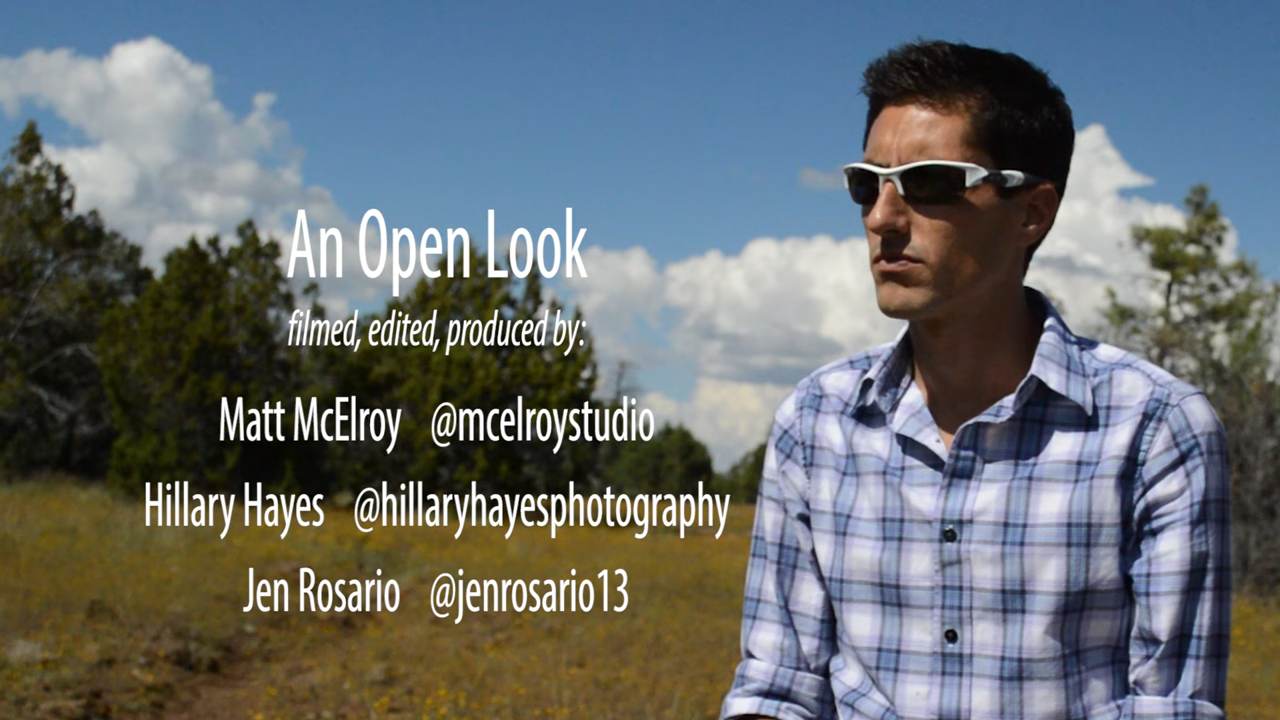 An Open Look
filmed, edited, produced by:
Matt McElroy @mcelroystudio
Hillary Hayes @hillaryhayesphotography
Jen Rosario @jenrosario13